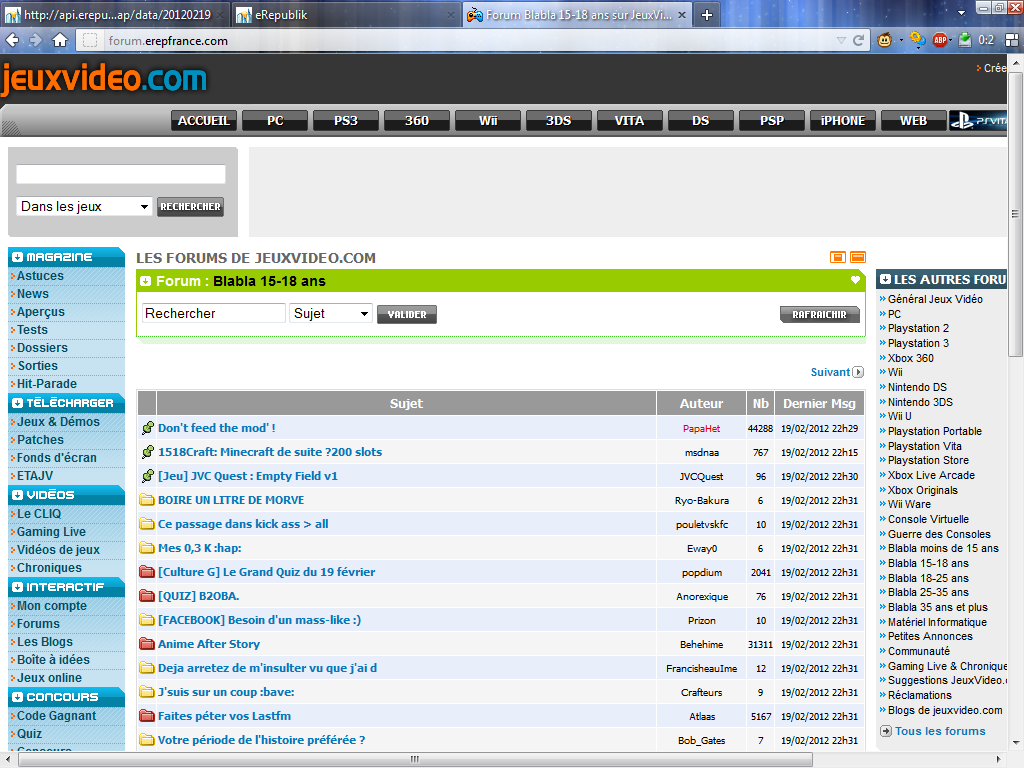 http://api.erepu...ap/data/20120219
eRepublik
Forum Blabla 15-18 ans sur JeuxVi...
forum.erepfrance.com
ABP
0:2
jeuxvideo.com
Crée
ACCUEIL PC PS3 360 Wii 3DS VITA DS PSP iPHONE WEB PSVITA
Dans les jeux RECHERCHER
MAGAZINE
Astuces
News
Aperçus
Tests
Dossiers
Sorties
Hit-Parade
TÉLÉCHARGER
Jeux & Démos
Patches
Fonds d'écran
ETAJV
VIDÉOS
Le CLIQ
Gaming Live
Vidéos de jeux
Chroniques
INTERACTIF
Mon compte
Forums
Les Blogs
Boîte à idées
Jeux online
CONCOURS
Code Gagnant
Quiz
Concours
LES FORUMS DE JEUXVIDEO.COM
Forum : Blabla 15-18 ans
Rechercher Sujet VALIDER RAFRAICHIR
Suivant
Sujet Auteur Nb Dernier Msg
Don't feed the mod' ! PapaHet 44288 19/02/2012 22h29
1518Craft: Minecraft de suite ?200 slots msdnaa 767 19/02/2012 22h15
[Jeu] JVC Quest : Empty Field v1 JVCQuest 96 19/02/2012 22h30
BOIRE UN LITRE DE MORVE Ryo-Bakura 6 19/02/2012 22h31
Ce passage dans kick ass > all pouletvskfc 10 19/02/2012 22h31
Mes 0,3 K :hap: Eway0 6 19/02/2012 22h31
[Culture G] Le Grand Quiz du 19 février popdium 2041 19/02/2012 22h31
[QUIZ] B2OBA. Anorexique 76 19/02/2012 22h31
[FACEBOOK] Besoin d'un mass-like :) Prizon 10 19/02/2012 22h31
Anime After Story Behehime 31311 19/02/2012 22h31
Deja arretez de m'insulter vu que j'ai d FrancisheauIme 12 19/02/2012 22h31
J'suis sur un coup :bave: Crafteurs 9 19/02/2012 22h31
Faites péter vos Lastfm Atlaas 5167 19/02/2012 22h31
Votre période de l'histoire préférée ? Bob_Gates 7 19/02/2012 22h31
LES AUTRES FORU
Général Jeux Vidéo
PC
Playstation 2
Playstation 3
Xbox 360
Wii
Nintendo DS
Nintendo 3DS
Wii U
Playstation Portable
Playstation Vita
Playstation Store
Xbox Live Arcade
Xbox Originals
Wii Ware
Console Virtuelle
Guerre des Consoles
Blabla moins de 15 ans
Blabla 15-18 ans
Blabla 18-25 ans
Blabla 25-35 ans
Blabla 35 ans et plus
Matériel Informatique
Petites Annonces
Communauté
Gaming Live & Chronique
Suggestions JeuxVideo.
Réclamations
Blogs de jeuxvideo.com
Tous les forums